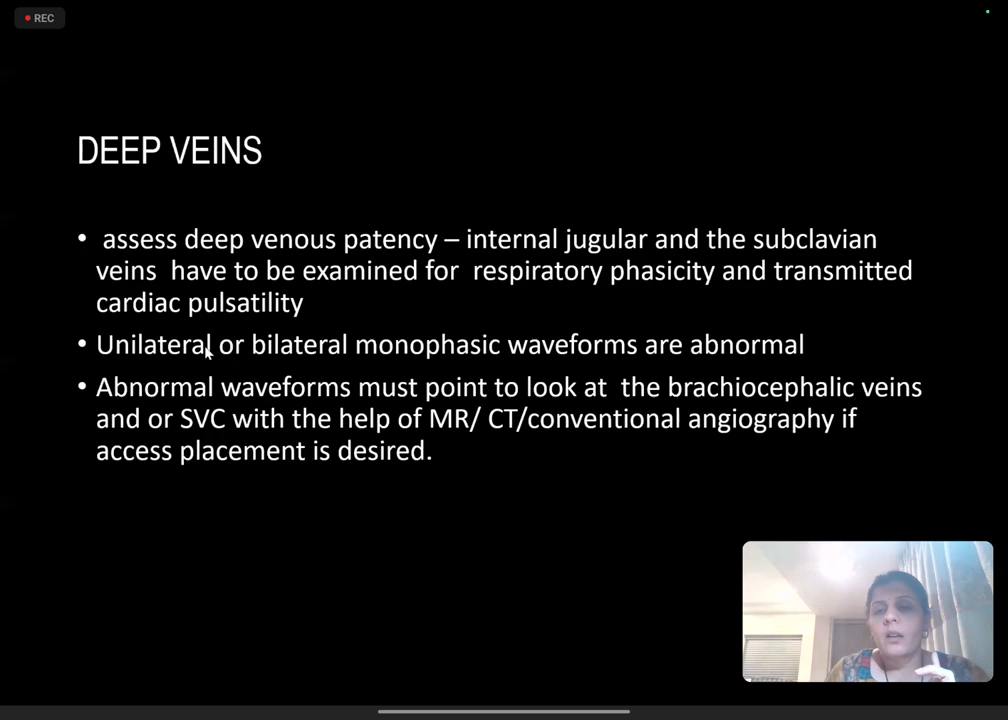 REC
DEEP VEINS
• assess deep venous patency – internal jugular and the subclavian
veins have to be examined for respiratory phasicity and transmitted
cardiac pulsatility
• Unilateral or bilateral monophasic waveforms are abnormal
• Abnormal waveforms must point to look at the brachiocephalic veins
and or SVC with the help of MR/ CT/conventional angiography if
access placement is desired.